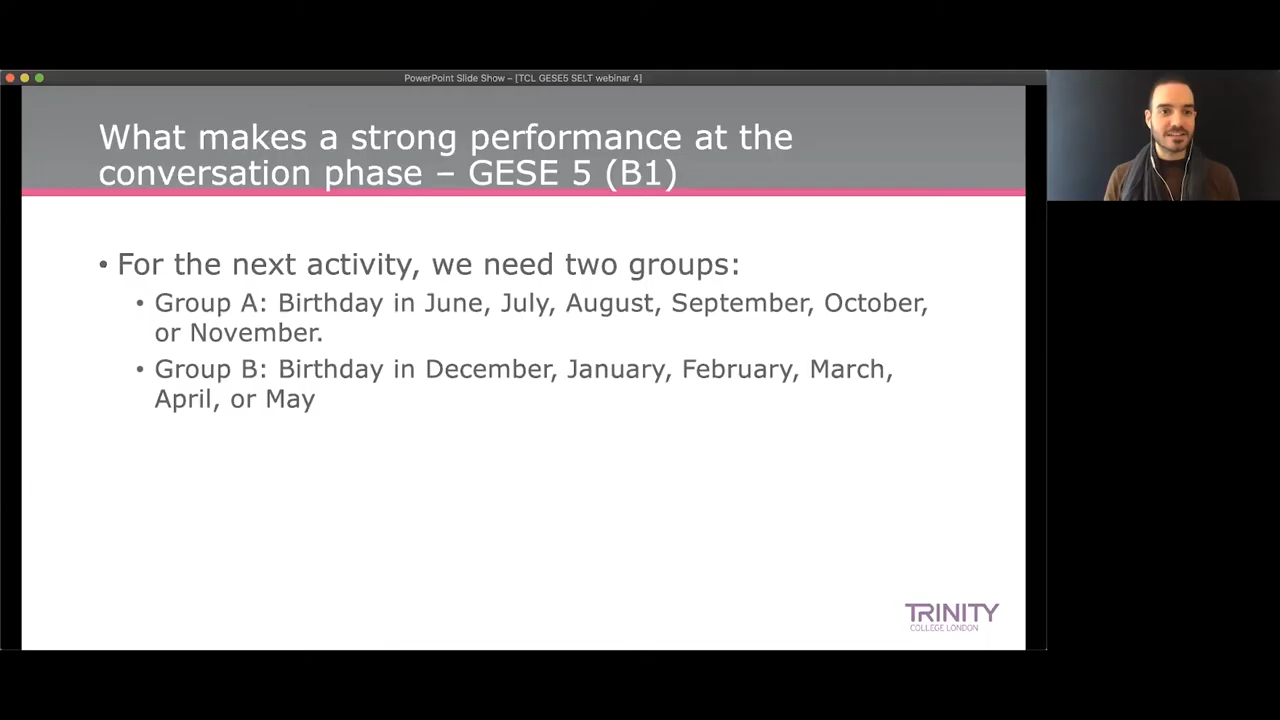 PowerPoint Slide Show – [TCL GESE5 SELT webinar 4]
What makes a strong performance at the
conversation phase – GESE 5 (B1)
• For the next activity, we need two groups:
• Group A: Birthday in June, July, August, September, October,
or November.
• Group B: Birthday in December, January, February, March,
April, or May
TRINITY
COLLEGE LONDON